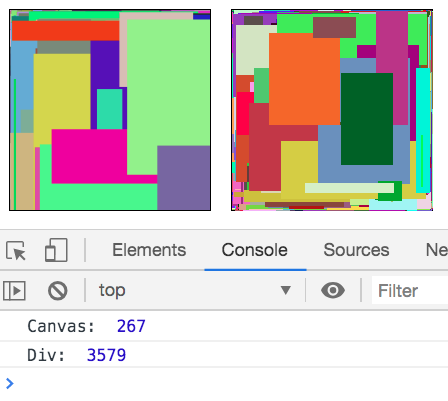 Elements Console Sources Ne
top Filter
Canvas: 267
Div: 3579